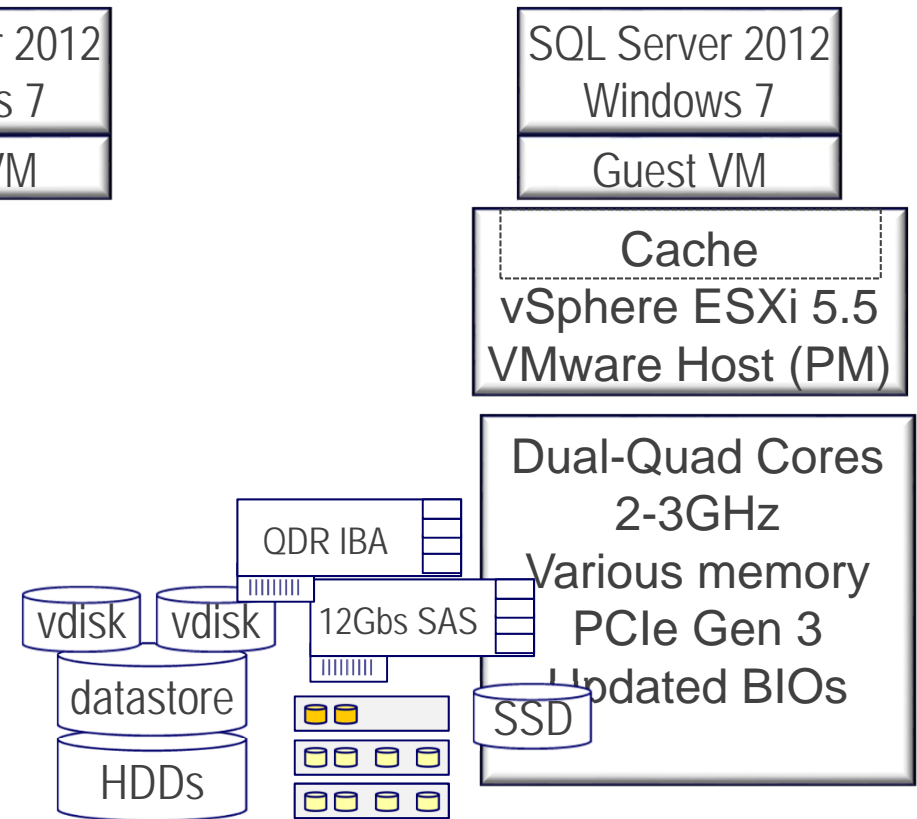 r 2012
s 7
VM
SQL Server 2012
Windows 7
Guest VM
Cache
vSphere ESXi 5.5
VMware Host (PM)
Dual-Quad Cores
2-3GHz
Various memory
PCIe Gen 3
Updated BIOs
QDR IBA
12Gbs SAS
vdisk
vdisk
datastore
HDDs
SSD